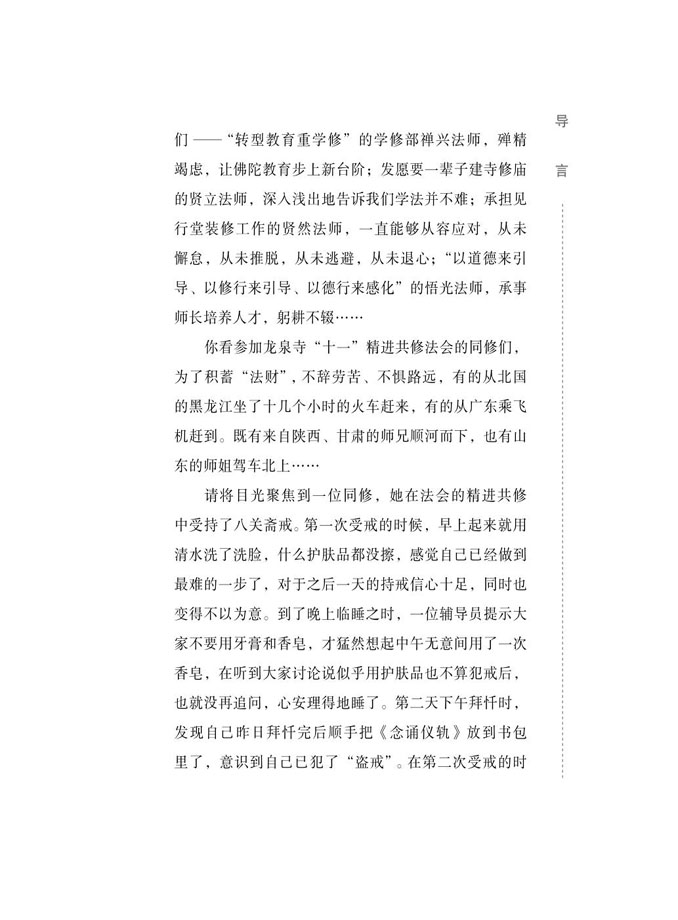 导言
们——“转型教育重学修”的学修部禅兴法师，殚精
竭虑，让佛陀教育步上新台阶；发愿要一辈子建寺修庙
的贤立法师，深入浅出地告诉我们学法并不难；承担见
行堂装修工作的贤然法师，一直能够从容应对，从未
懈怠，从未推脱，从未逃避，从未退心；“以道德来引
导、以修行来引导、以德行来感化”的悟光法师，承事
师长培养人才，躬耕不辍……
你看参加龙泉寺“十一”精进共修法会的同修们，
为了积蓄“法财”，不辞劳苦、不惧路远，有的从北国
的黑龙江坐了十几个小时的火车赶来，有的从广东乘飞
机赶到。既有来自陕西、甘肃的师兄顺河而下，也有山
东的师姐驾车北上……
请将目光聚焦到一位同修，她在法会的精进共修
中受持了八关斋戒。第一次受戒的时候，早上起来就用
清水洗了洗脸，什么护肤品都没擦，感觉自己已经做到
最难的一步了，对于之后一天的持戒信心十足，同时也
变得不以为意。到了晚上临睡之时，一位辅导员提示大
家不要用牙膏和香皂，才猛然想起中午无意间用了一次
香皂，在听到大家讨论说似乎用护肤品也不算犯戒后，
也就没再追问，心安理得地睡了。第二天下午拜忏时，
发现自己昨日拜忏完后顺手把《念诵仪轨》放到书包
里了，意识到自己已犯了“盗戒”。在第二次受戒的时